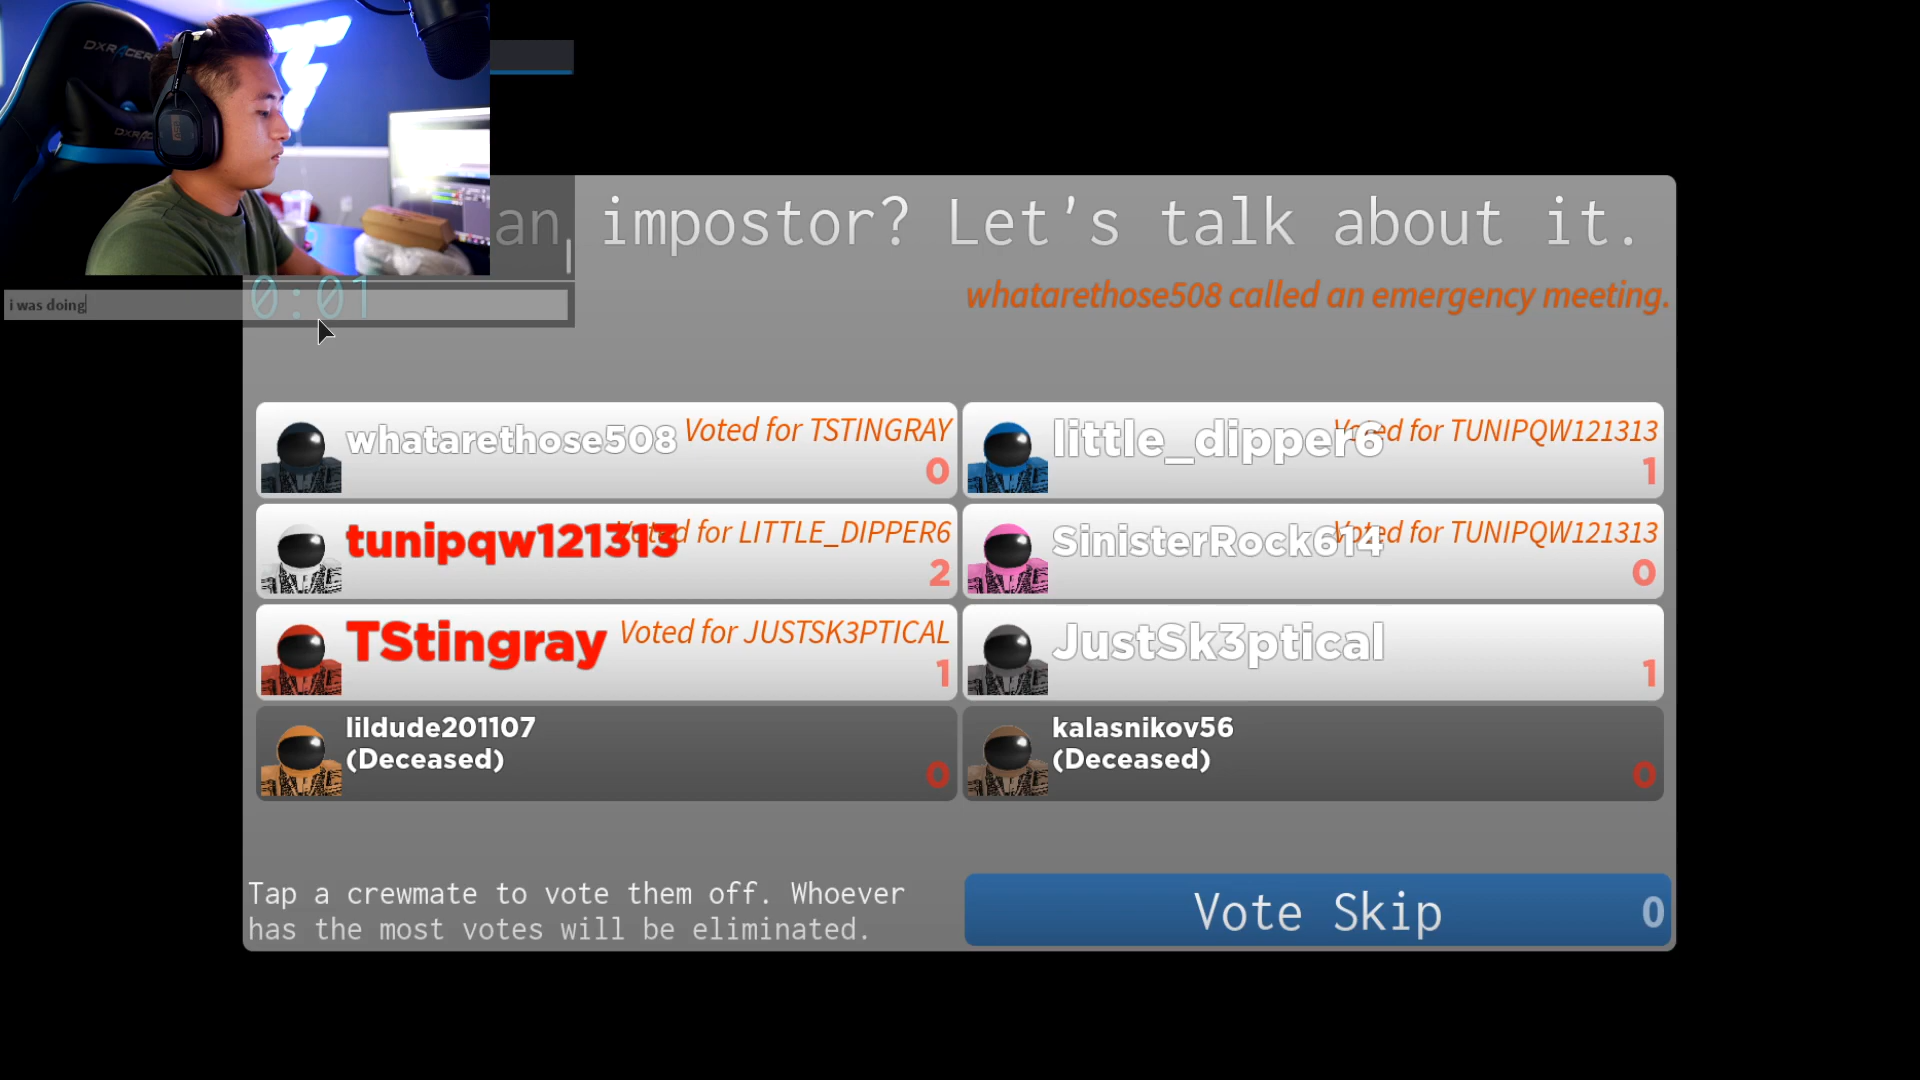 DXRACER
DXRAC
an impostor? Let's talk about it.
i was doing
0:01
whatarethose508 called an emergency meeting.
whatarethose508 Voted for TSTINGRAY
0
little_dipper6 Voted for TUNIPQW121313
1
tunipqw121313 Voted for LITTLE_DIPPER6
2
SinisterRock614 Voted for TUNIPQW121313
0
TStingray Voted for JUSTSK3PTICAL
1
JustSk3ptical
1
lildude201107
(Deceased)
0
kalasnikov56
(Deceased)
0
Tap a crewmate to vote them off. Whoever
has the most votes will be eliminated.
Vote Skip 0